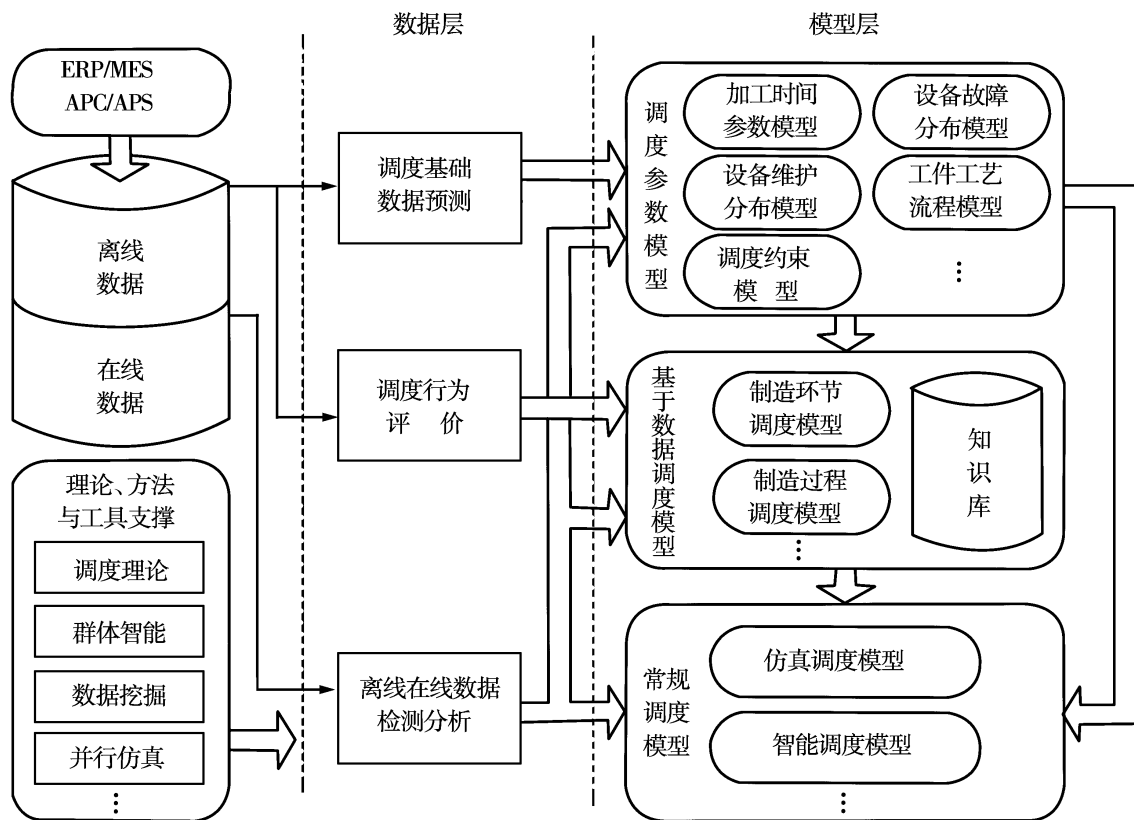 数据层
模型层
ERP/MES
APC/APS
离线
数据
在线
数据
理论、方法
与工具支撑
调度理论
群体智能
数据挖掘
并行仿真
⋮
调度基础
数据预测
调度行为
评 价
离线在线数据
检测分析
调度参数模型
加工时间
参数模型
设备故障
分布模型
设备维护
分布模型
工件工艺
流程模型
调度约束
模 型
⋮
基于数据调度模型
制造环节
调度模型
制造过程
调度模型
⋮
知识库
常规
调度
模型
仿真调度模型
智能调度模型
⋮